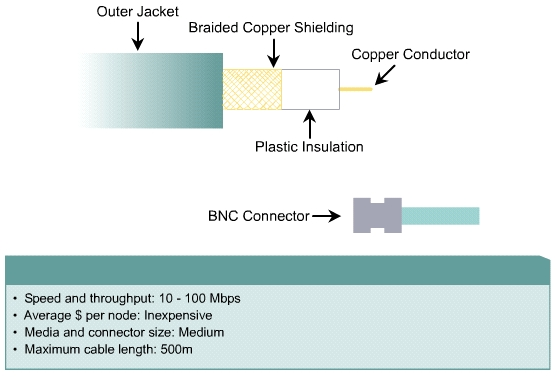 Outer Jacket
Braided Copper Shielding
Copper Conductor
Plastic Insulation
BNC Connector
• Speed and throughput: 10 - 100 Mbps
• Average $ per node: Inexpensive
• Media and connector size: Medium
• Maximum cable length: 500m